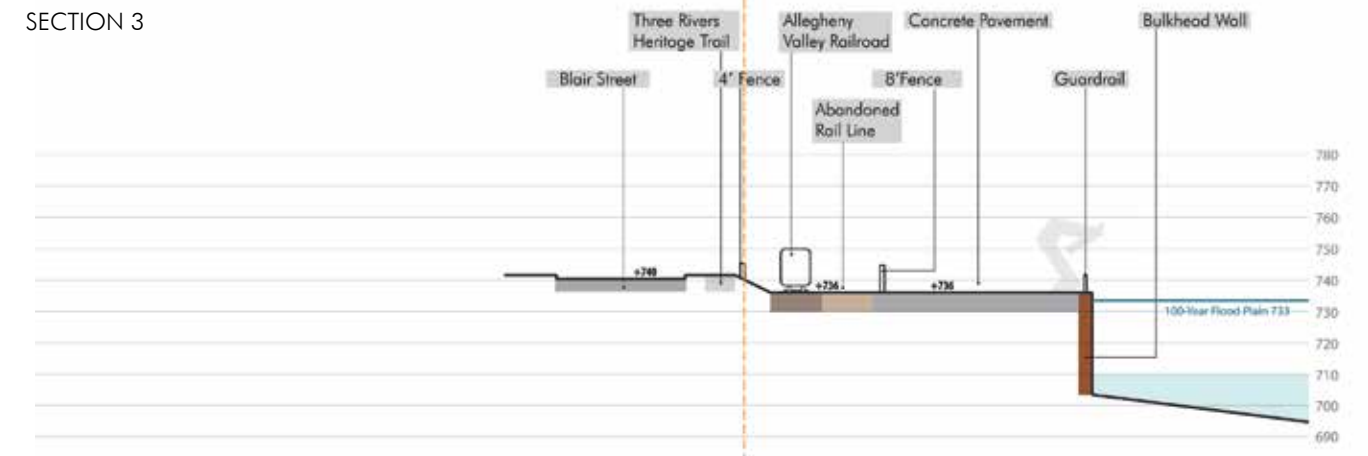 SECTION 3
Three Rivers
Heritage Trail
Allegheny
Valley Railroad
Concrete Pavement
Bulkhead Wall
Blair Street
4' Fence
8'Fence
Guardrail
Abandoned
Rail Line
780
770
760
750
+740
740
+736
+736
100-Year Flood Plain 733
730
720
710
700
690